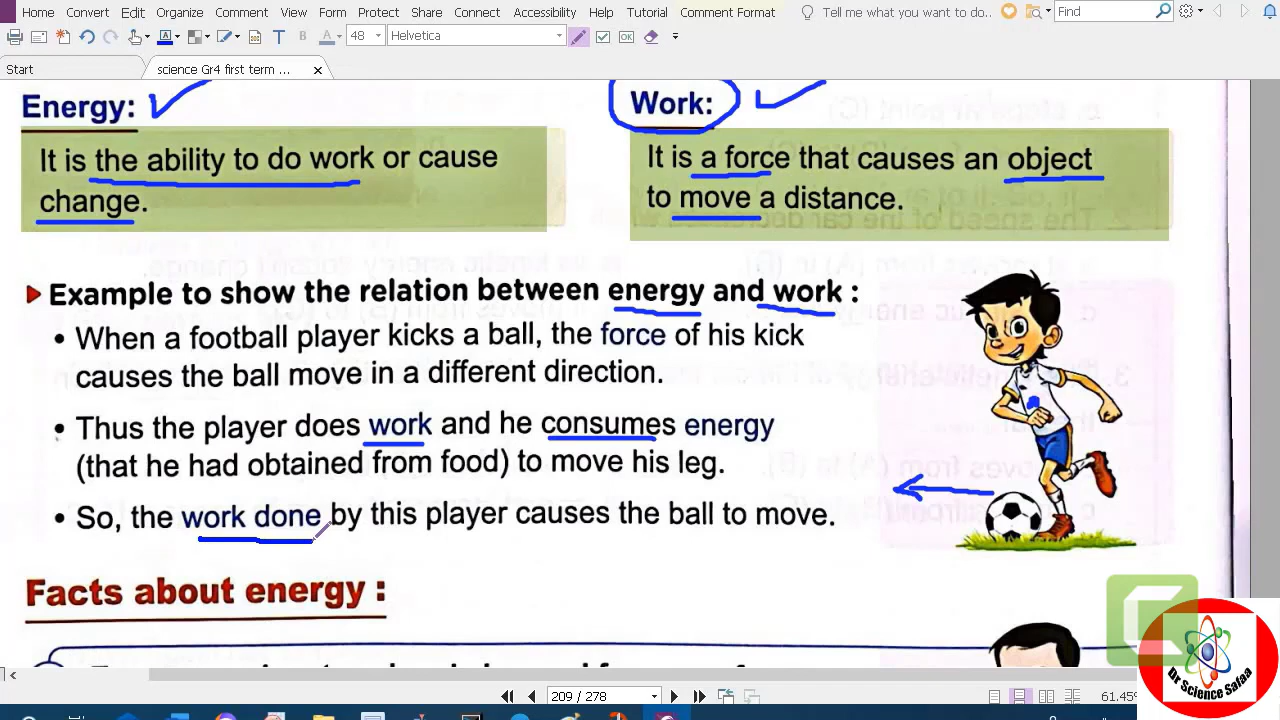 Home Comment Edit Organize Convert View Form Protect Share Connect Accessibility Help Tutorial Comment Format Tell me what you want to do.. Find
48 Helvetica
Start science Gr4 first term ...
Energy:
It is the ability to do work or cause
change.
Work:
It is a force that causes an object
to move a distance.
Example to show the relation between energy and work :
• When a football player kicks a ball, the force of his kick
causes the ball move in a different direction.
• Thus the player does work and he consumes energy
(that he had obtained from food) to move his leg.
• So, the work done by this player causes the ball to move.
Facts about energy :
209 / 278 61.45%
Dr Science Safaa